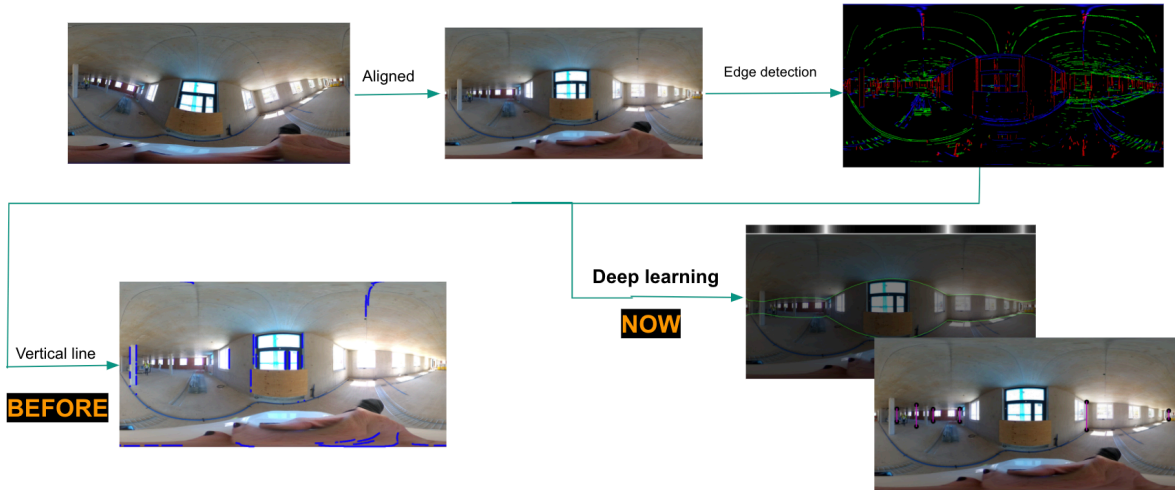 Aligned
Edge detection
Deep learning
NOW
Vertical line
BEFORE